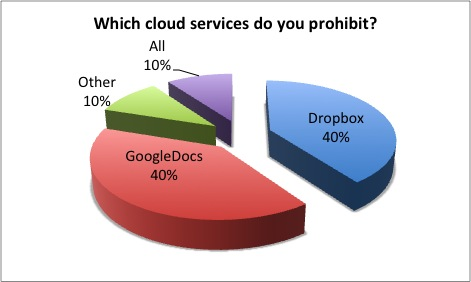 Which cloud services do you prohibit?
All
10%
Other
10%
Dropbox
40%
GoogleDocs
40%